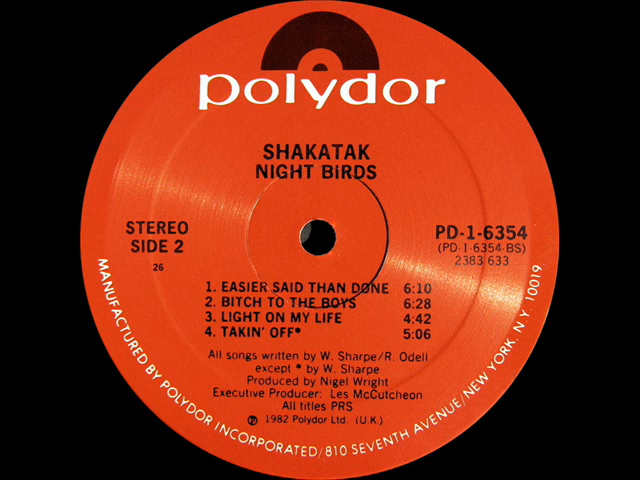 polydor
SHAKATAK
NIGHT BiRDS
STEREO
SIDE 2
26
PD-1-6354
(PD-1-6354-BS)
2383 633
1. EASIER SAID THAN DONE 6:10
2. BITCH TO THE BOYS 6:28
3. LIGHT ON MY LIFE 4:42
4. TAKIN' OFF* 5:06
All songs written by W. Sharpe/R. Odell
except * by W. Sharpe
Produced by Nigel Wright
Executive Producer: Les McCutcheon
All titles PRS
℗ 1982 Polydor Ltd. (U.K.)
MANUFACTURED BY POLYDOR INCORPORATED/810 SEVENTH AVENUE/NEW YORK, N.Y. 10019